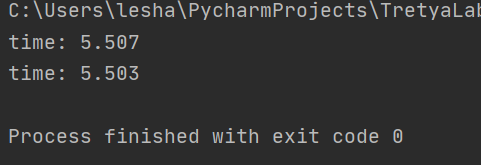 C:\Users\lesha\PycharmProjects\TretyaLab
time: 5.507
time: 5.503
Process finished with exit code 0